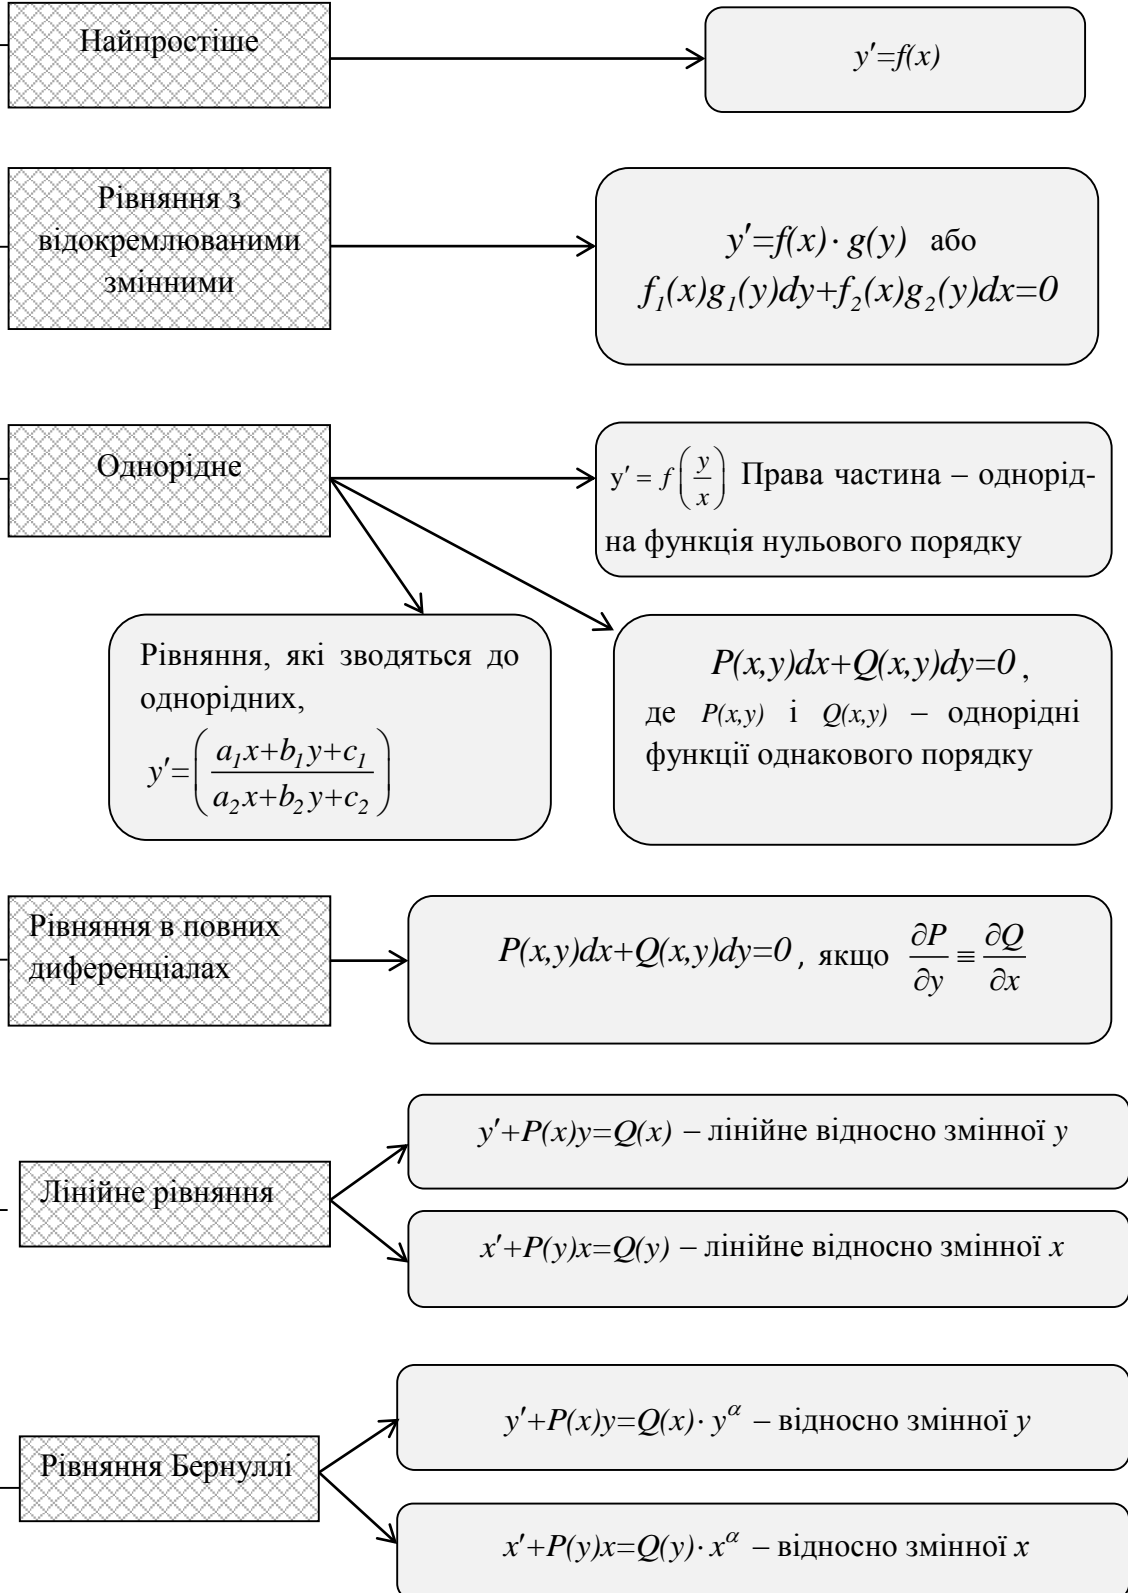 Найпростіше
y′=f(x)
Рівняння з
відокремлюваними
змінними
y′=f(x)· g(y) або
f₁(x)g₁(y)dy+f₂(x)g₂(y)dx=0
Однорідне
y′ = f(y/x) Права частина – однорід-
на функція нульового порядку
Рівняння, які зводяться до
однорідних,
y′=((a₁x+b₁y+c₁)/(a₂x+b₂y+c₂))
P(x,y)dx+Q(x,y)dy=0 ,
де P(x,y) і Q(x,y) – однорідні
функції однакового порядку
Рівняння в повних
диференціалах
P(x,y)dx+Q(x,y)dy=0 , якщо ∂P/∂y ≡ ∂Q/∂x
Лінійне рівняння
y′+P(x)y=Q(x) – лінійне відносно змінної y
x′+P(y)x=Q(y) – лінійне відносно змінної x
Рівняння Бернуллі
y′+P(x)y=Q(x)· y^α – відносно змінної y
x′+P(y)x=Q(y)· x^α – відносно змінної x